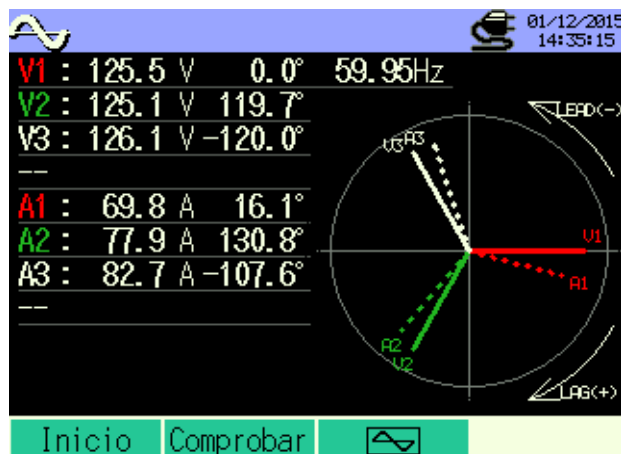 01/12/2015
14:35:15
V1 : 125.5 V 0.0° 59.95Hz
V2 : 125.1 V 119.7°
V3 : 126.1 V -120.0°
--
A1 : 69.8 A 16.1°
A2 : 77.9 A 130.8°
A3 : 82.7 A -107.6°
--
LEAD(-)
V3 A3
V1
A1
A2
V2
LAG(+)
Inicio Comprobar